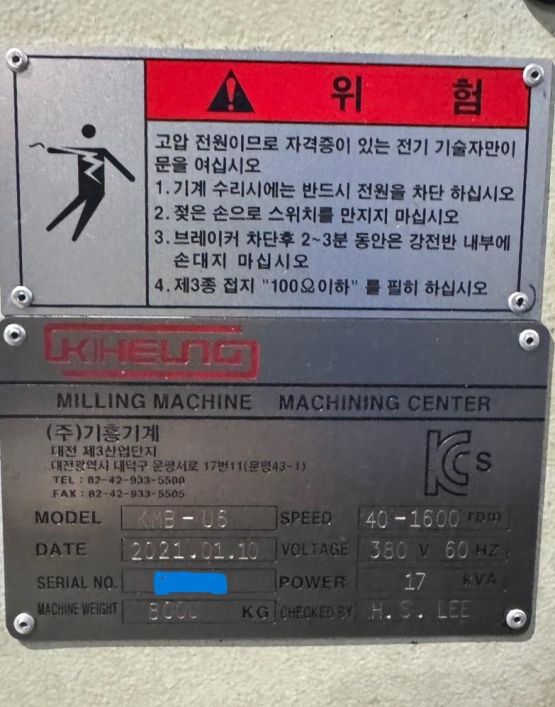 위 험
고압 전원이므로 자격증이 있는 전기 기술자만이
문을 여십시오
1. 기계 수리시에는 반드시 전원을 차단 하십시오
2. 젖은 손으로 스위치를 만지지 마십시오
3. 브레이커 차단후 2~3분 동안은 강전반 내부에
손대지 마십시오
4. 제3종 접지 "100Ω이하" 를 필히 하십시오
KIHEUNG
MILLING MACHINE MACHINING CENTER
(주)기흥기계
대전 제3산업단지
대전광역시 대덕구 문평서로 17번11(문평43-1)
TEL : 82-42-933-5500
FAX : 82-42-933-5505
KC S
MODEL KMB-U6 SPEED 40-1600 rpm
DATE 2021.01.10 VOLTAGE 380 V 60 HZ
SERIAL NO. POWER 17 kVA
MACHINE WEIGHT 8000 KG CHECKED BY H. S. LEE